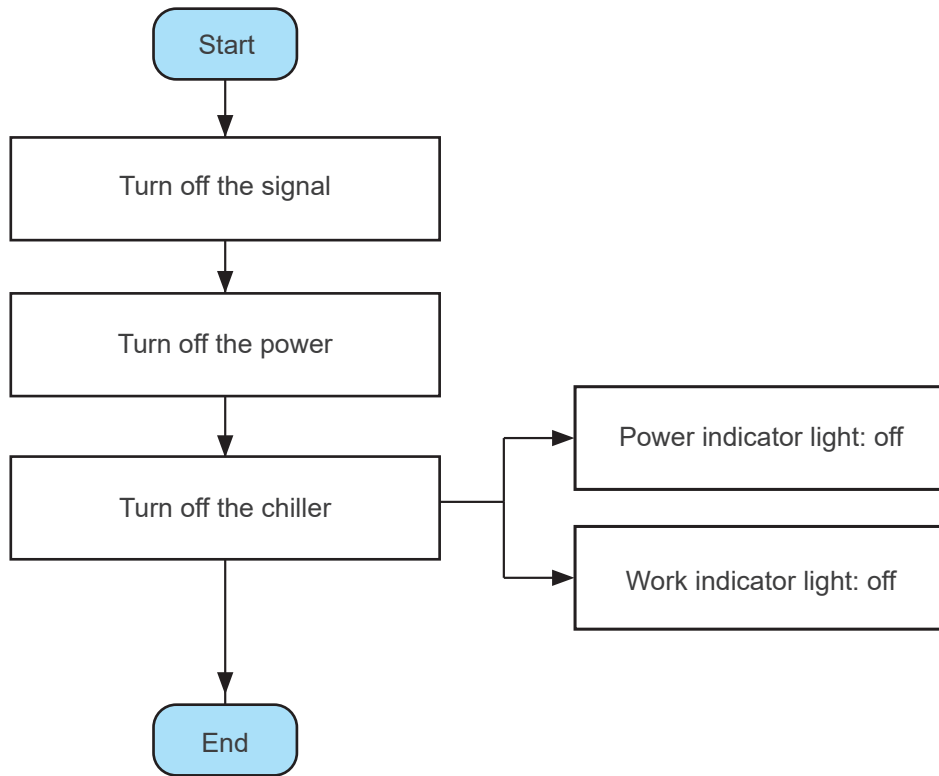 Start
Turn off the signal
Turn off the power
Turn off the chiller
Power indicator light: off
Work indicator light: off
End